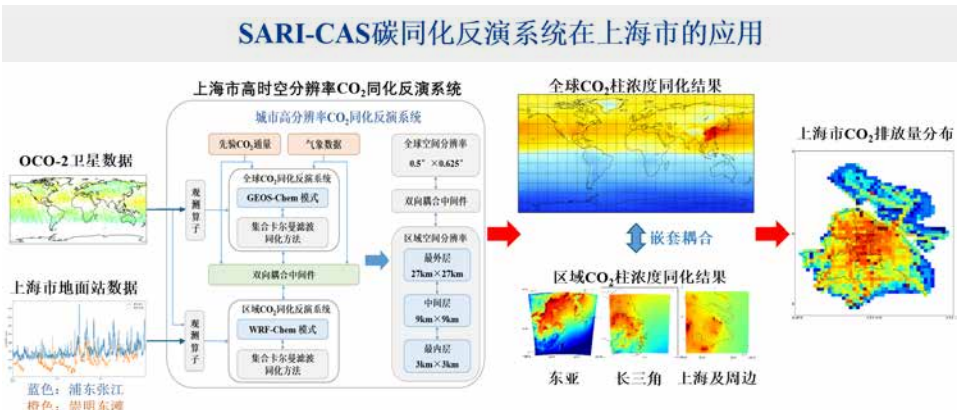 SARI-CAS碳同化反演系统在上海市的应用
上海市高时空分辨率CO₂同化反演系统
城市高分辨率CO₂同化反演系统
OCO-2卫星数据
上海市地面站数据
蓝色：浦东张江
橙色：崇明东滩
先验CO₂通量
气象数据
观测算子
全球CO₂同化反演系统
GEOS-Chem 模式
集合卡尔曼滤波
同化方法
双向耦合中间件
观测算子
区域CO₂同化反演系统
WRF-Chem 模式
集合卡尔曼滤波
同化方法
全球空间分辨率
0.5° ×0.625°
双向耦合中间件
区域空间分辨率
最外层
27km×27km
中间层
9km×9km
最内层
3km×3km
全球CO₂柱浓度同化结果
嵌套耦合
区域CO₂柱浓度同化结果
东亚
长三角
上海及周边
上海市CO₂排放量分布